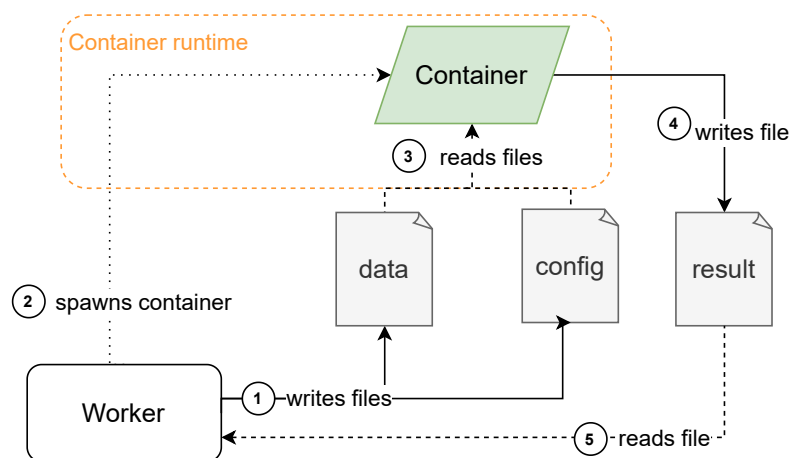 Container runtime
Container
4
writes file
3
reads files
data
config
result
2
spawns container
1
writes files
Worker
5
reads file